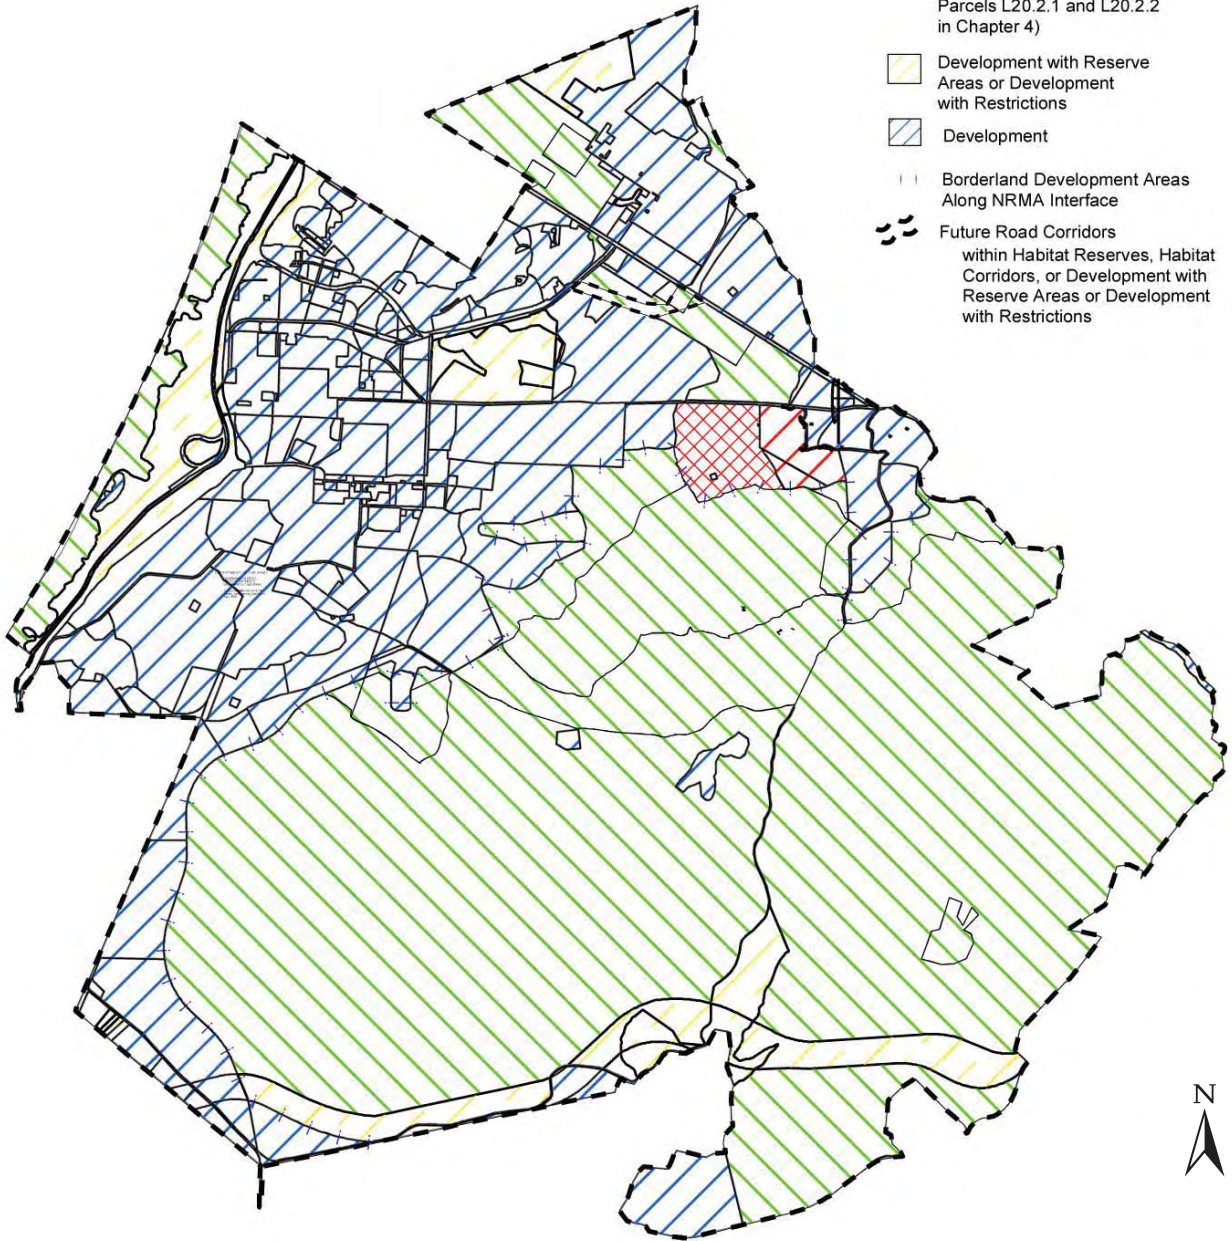 Parcels L20.2.1 and L20.2.2
in Chapter 4)
Development with Reserve
Areas or Development
with Restrictions
Development
Borderland Development Areas
Along NRMA Interface
Future Road Corridors
within Habitat Reserves, Habitat
Corridors, or Development with
Reserve Areas or Development
with Restrictions
N